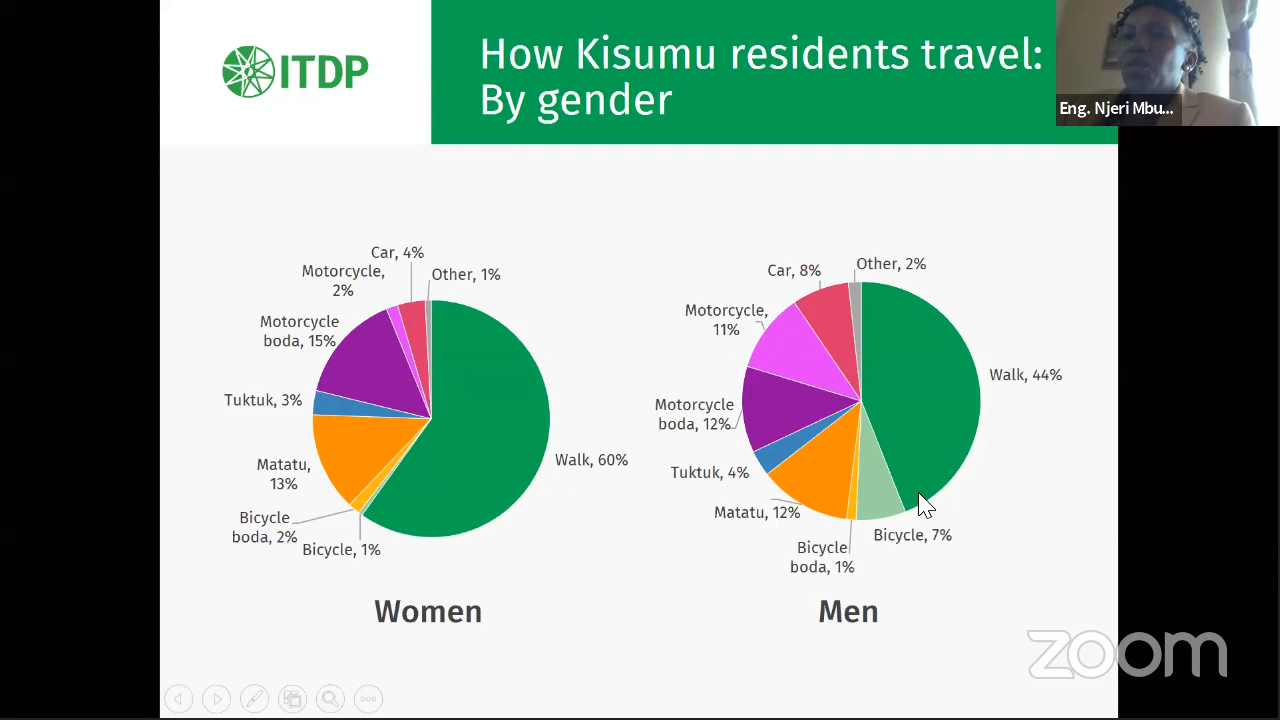 ITDP
How Kisumu residents travel:
By gender
Eng. Njeri Mbu...
Car, 4%
Motorcycle,
2%
Other, 1%
Motorcycle
boda, 15%
Tuktuk, 3%
Matatu,
13%
Bicycle
boda, 2%
Bicycle, 1%
Walk, 60%
Women
Car, 8%
Other, 2%
Motorcycle,
11%
Motorcycle
boda, 12%
Tuktuk, 4%
Matatu, 12%
Bicycle
boda, 1%
Bicycle, 7%
Walk, 44%
Men
zoom